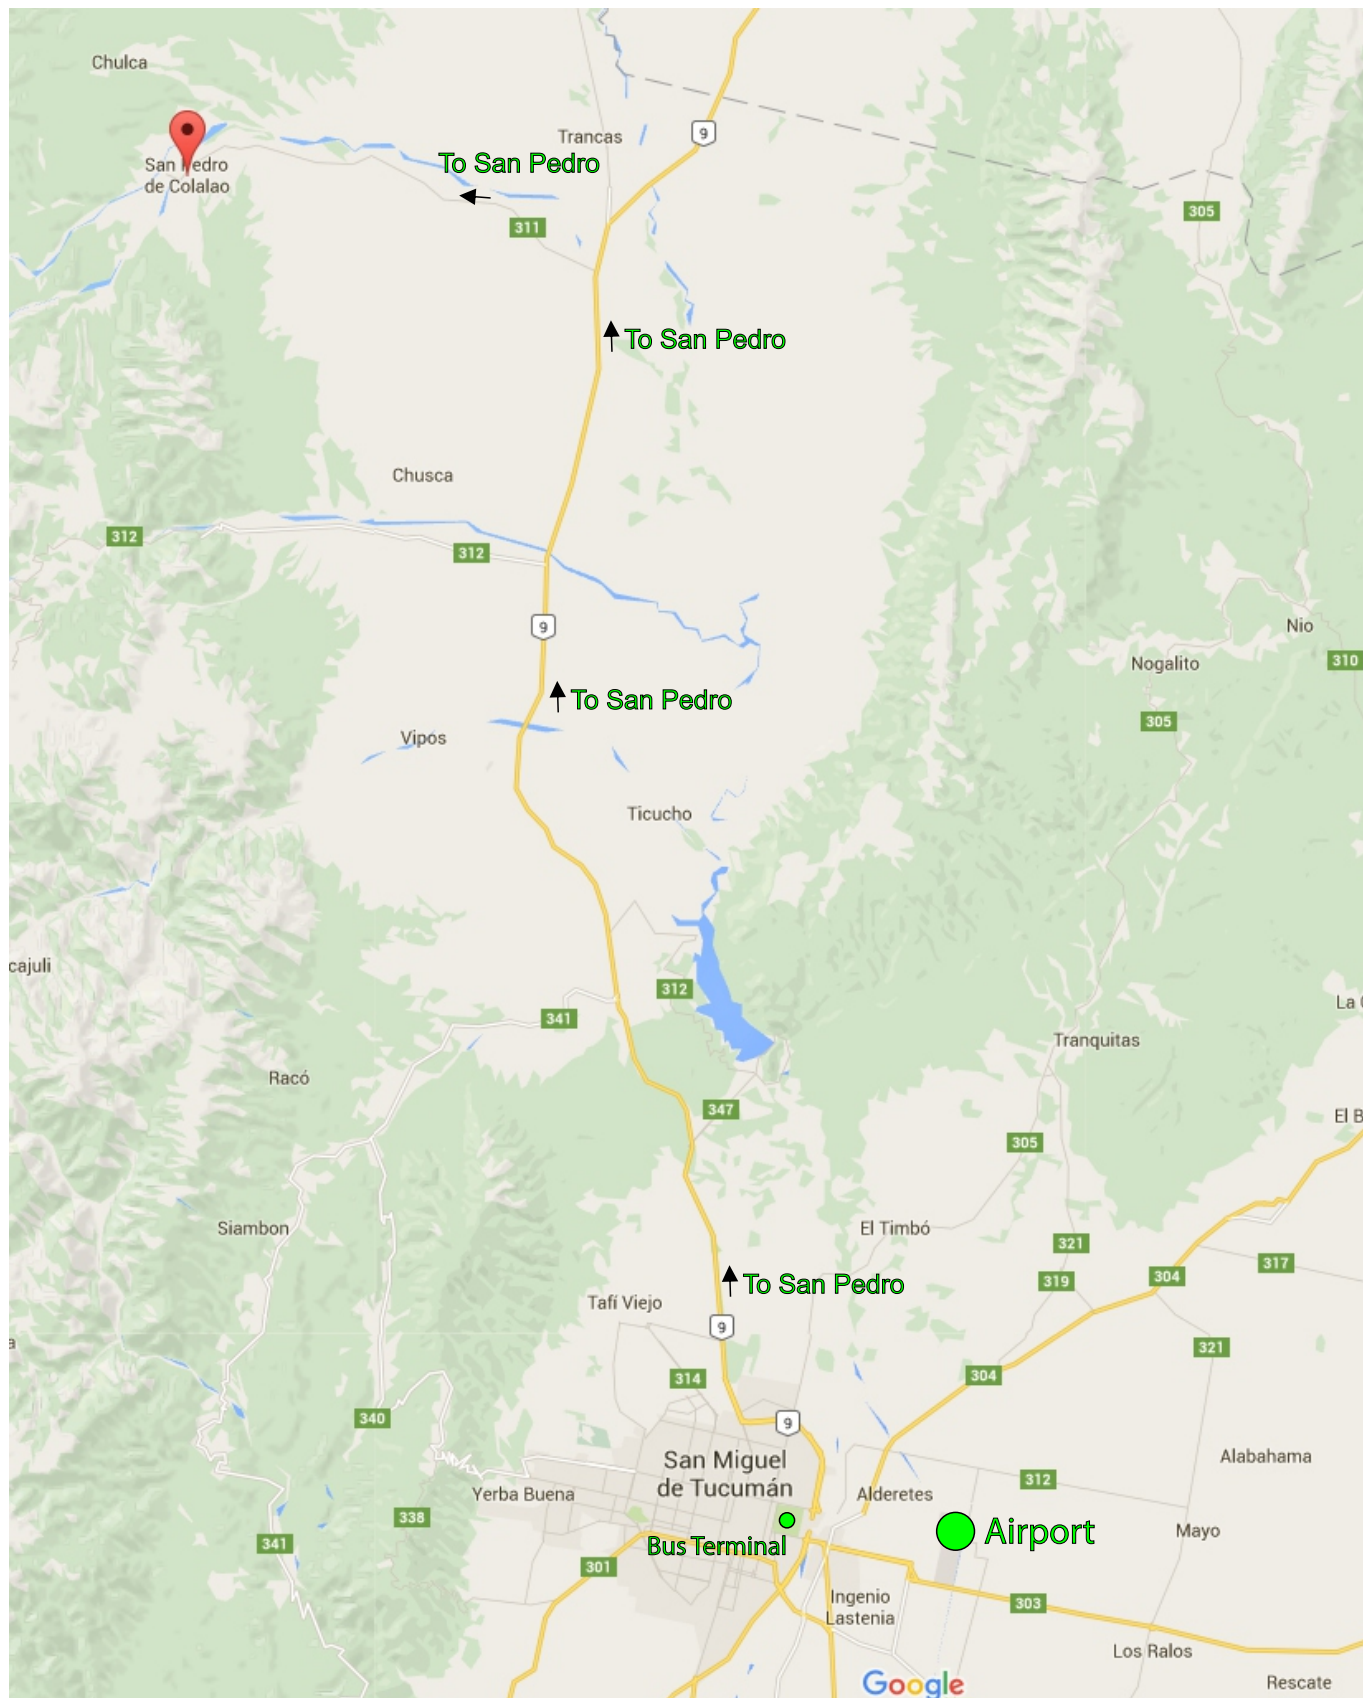 Chulca
Trancas
9
To San Pedro
San Pedro
de Colalao
305
311
To San Pedro
Chusca
312
312
9
Nio
310
Nogalito
To San Pedro
305
Vipos
Ticucho
cajuli
312
La
341
Tranquitas
Racó
347
El B
305
Siambon
El Timbó
321
317
304
319
To San Pedro
Tafí Viejo
9
321
304
314
340
9
San Miguel
de Tucumán
Alabahama
312
Yerba Buena
Alderetes
338
Airport
Mayo
Bus Terminal
341
301
Ingenio
Lastenia
303
Los Ralos
Google
Rescate
a